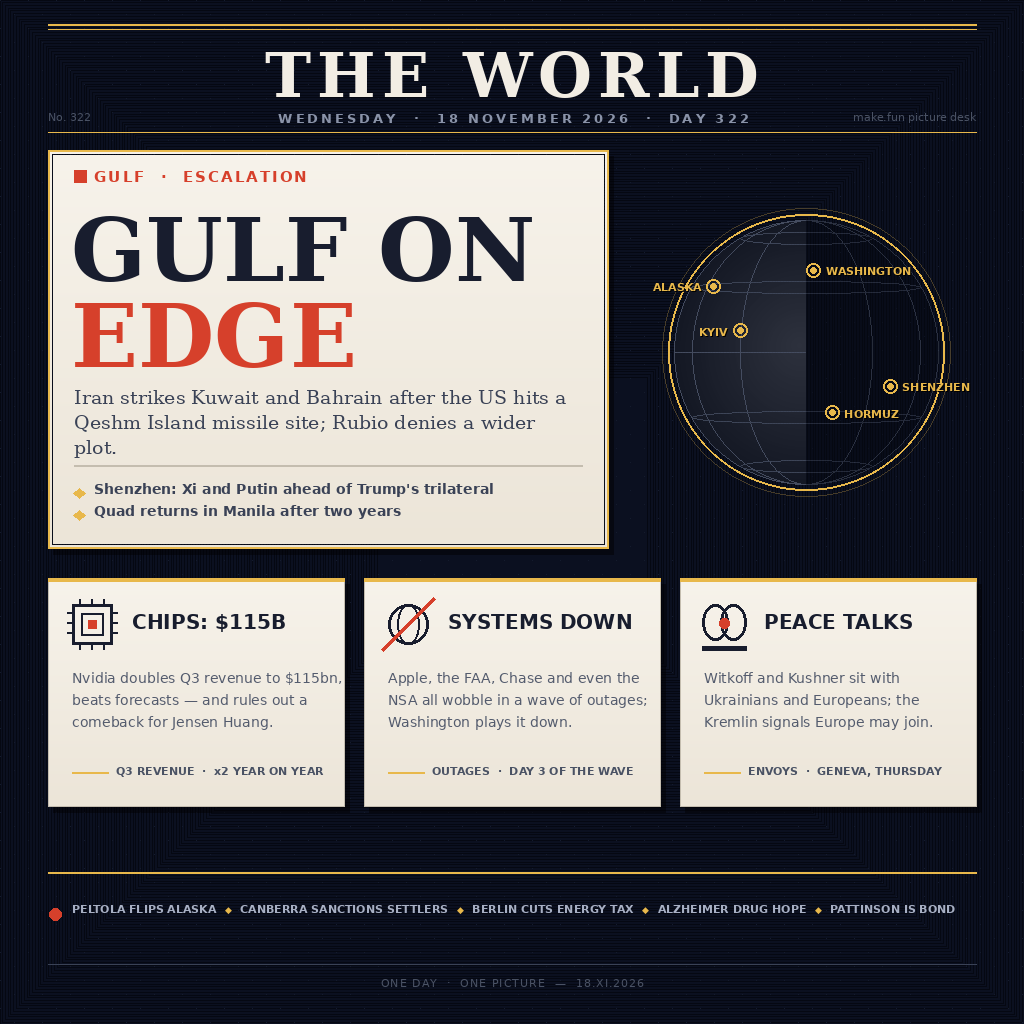 THE WORLD
No. 322
WEDNESDAY · 18 NOVEMBER 2026 · DAY 322
make.fun picture desk
GULF · ESCALATION
GULF ON
EDGE
Iran strikes Kuwait and Bahrain after the US hits a
Qeshm Island missile site; Rubio denies a wider
plot.
Shenzhen: Xi and Putin ahead of Trump's trilateral
Quad returns in Manila after two years
WASHINGTON
ALASKA
KYIV
SHENZHEN
HORMUZ
CHIPS: $115B
Nvidia doubles Q3 revenue to $115bn,
beats forecasts — and rules out a
comeback for Jensen Huang.
Q3 REVENUE · x2 YEAR ON YEAR
SYSTEMS DOWN
Apple, the FAA, Chase and even the
NSA all wobble in a wave of outages;
Washington plays it down.
OUTAGES · DAY 3 OF THE WAVE
PEACE TALKS
Witkoff and Kushner sit with
Ukrainians and Europeans; the
Kremlin signals Europe may join.
ENVOYS · GENEVA, THURSDAY
PELTOLA FLIPS ALASKA ◆ CANBERRA SANCTIONS SETTLERS ◆ BERLIN CUTS ENERGY TAX ◆ ALZHEIMER DRUG HOPE ◆ PATTINSON IS BOND
ONE DAY · ONE PICTURE — 18.XI.2026